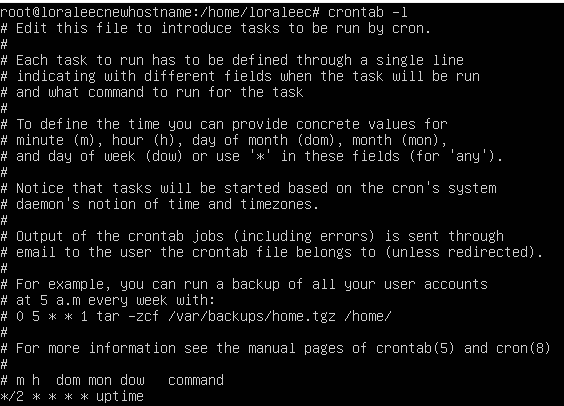 root@loraleecnewhostname:/home/loraleec# crontab -l
# Edit this file to introduce tasks to be run by cron.
#
# Each task to run has to be defined through a single line
# indicating with different fields when the task will be run
# and what command to run for the task
#
# To define the time you can provide concrete values for
# minute (m), hour (h), day of month (dom), month (mon),
# and day of week (dow) or use '*' in these fields (for 'any').
#
# Notice that tasks will be started based on the cron's system
# daemon's notion of time and timezones.
#
# Output of the crontab jobs (including errors) is sent through
# email to the user the crontab file belongs to (unless redirected).
#
# For example, you can run a backup of all your user accounts
# at 5 a.m every week with:
# 0 5 * * 1 tar -zcf /var/backups/home.tgz /home/
#
# For more information see the manual pages of crontab(5) and cron(8)
#
# m h  dom mon dow   command
*/2 * * * * uptime